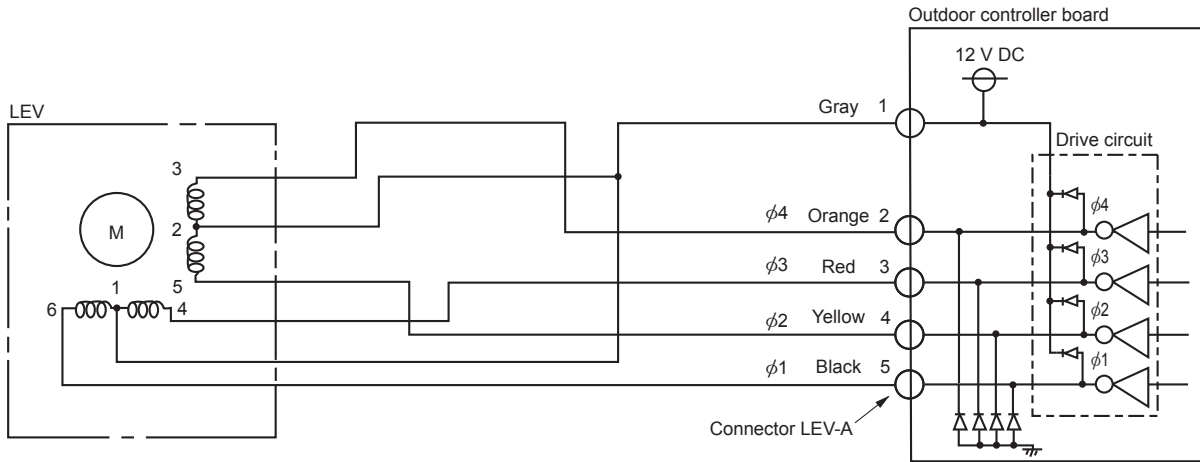 Outdoor controller board
12 V DC
LEV
Gray 1
Drive circuit
3
ϕ4
ϕ4 Orange 2
M
2
ϕ3
ϕ3 Red 3
1 5
6 4
ϕ2
ϕ2 Yellow 4
ϕ1
ϕ1 Black 5
Connector LEV-A